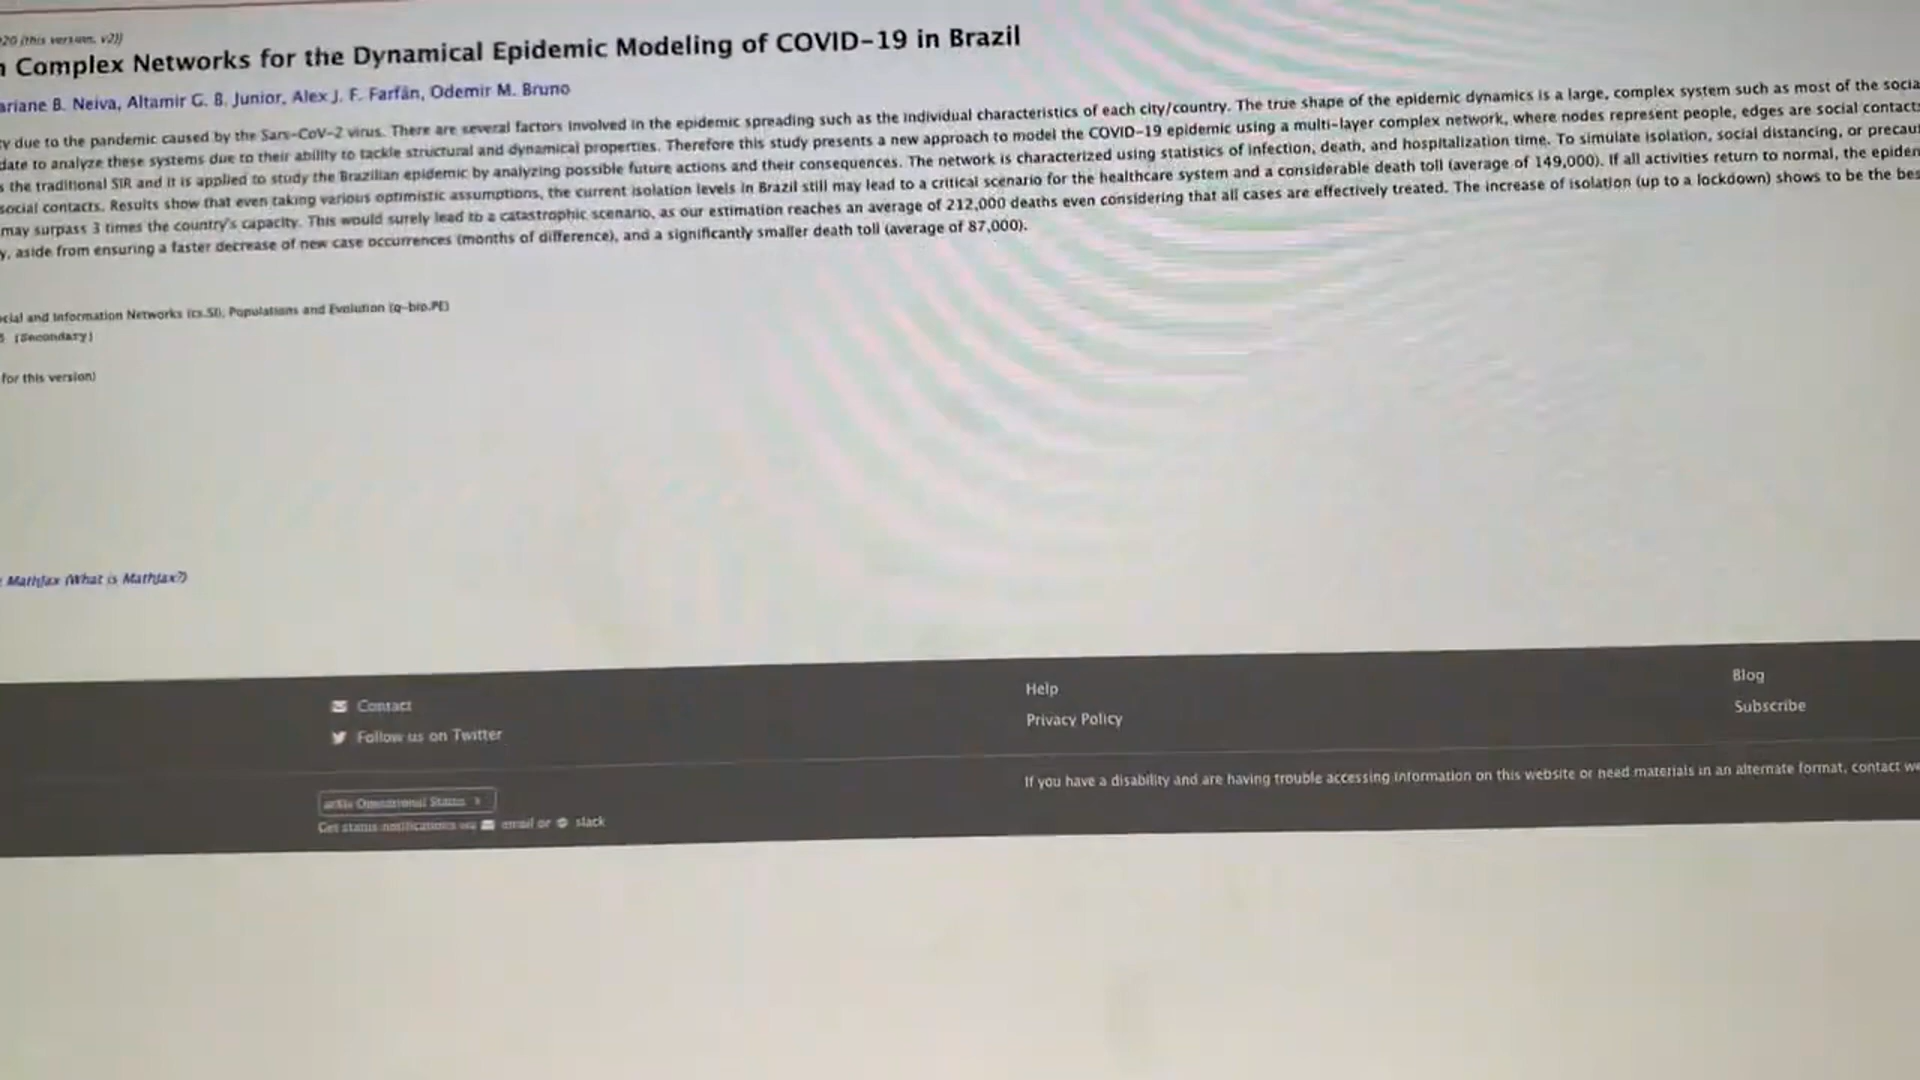 20 (this version, v2))
n Complex Networks for the Dynamical Epidemic Modeling of COVID-19 in Brazil
ariane B. Neiva, Altamir G. B. Junior, Alex J. F. Farfán, Odemir M. Bruno
ty due to the pandemic caused by the Sars-CoV-2 virus. There are several factors involved in the epidemic spreading such as the individual characteristics of each city/country. The true shape of the epidemic dynamics is a large, complex system such as most of the socia
date to analyze these systems due to their ability to tackle structural and dynamical properties. Therefore this study presents a new approach to model the COVID-19 epidemic using a multi-layer complex network, where nodes represent people, edges are social contacts
s the traditional SIR and it is applied to study the Brazilian epidemic by analyzing possible future actions and their consequences. The network is characterized using statistics of infection, death, and hospitalization time. To simulate isolation, social distancing, or precaut
social contacts. Results show that even taking various optimistic assumptions, the current isolation levels in Brazil still may lead to a critical scenario for the healthcare system and a considerable death toll (average of 149,000). If all activities return to normal, the epidem
may surpass 3 times the country's capacity. This would surely lead to a catastrophic scenario, as our estimation reaches an average of 212,000 deaths even considering that all cases are effectively treated. The increase of isolation (up to a lockdown) shows to be the bes
y, aside from ensuring a faster decrease of new case occurrences (months of difference), and a significantly smaller death toll (average of 87,000).
ocial and Information Networks (cs.SI), Populations and Evolution (q-bio.PE)
(Secondary)
for this version)
MathJax (What is MathJax?)
Contact
Follow us on Twitter
Help
Privacy Policy
Blog
Subscribe
If you have a disability and are having trouble accessing information on this website or need materials in an alternate format, contact we
arXiv Operational Status
Get status notifications via email or slack